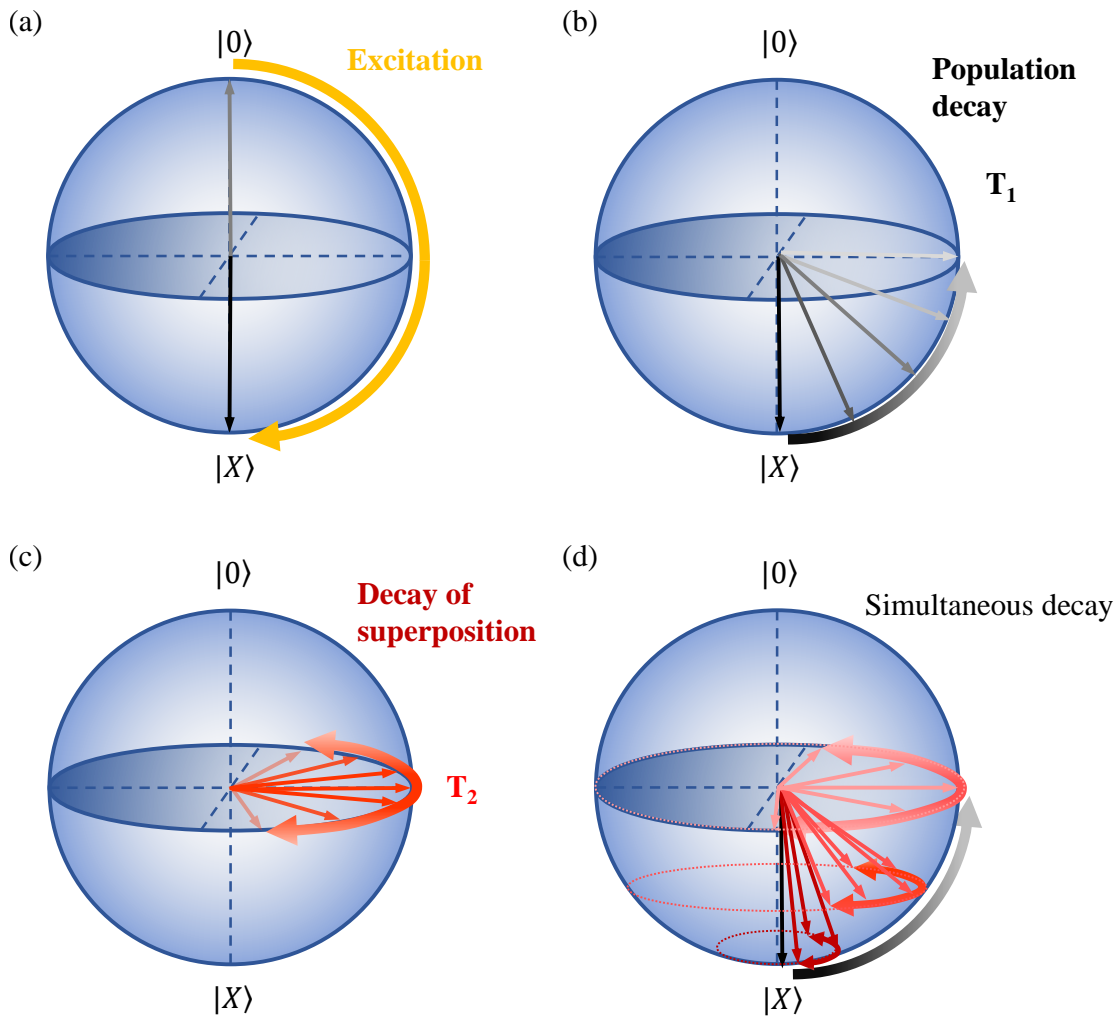 (a)
|0⟩
Excitation
|X⟩
(b)
|0⟩
Population
decay
T₁
|X⟩
(c)
|0⟩
Decay of
superposition
T₂
|X⟩
(d)
|0⟩
Simultaneous decay
|X⟩